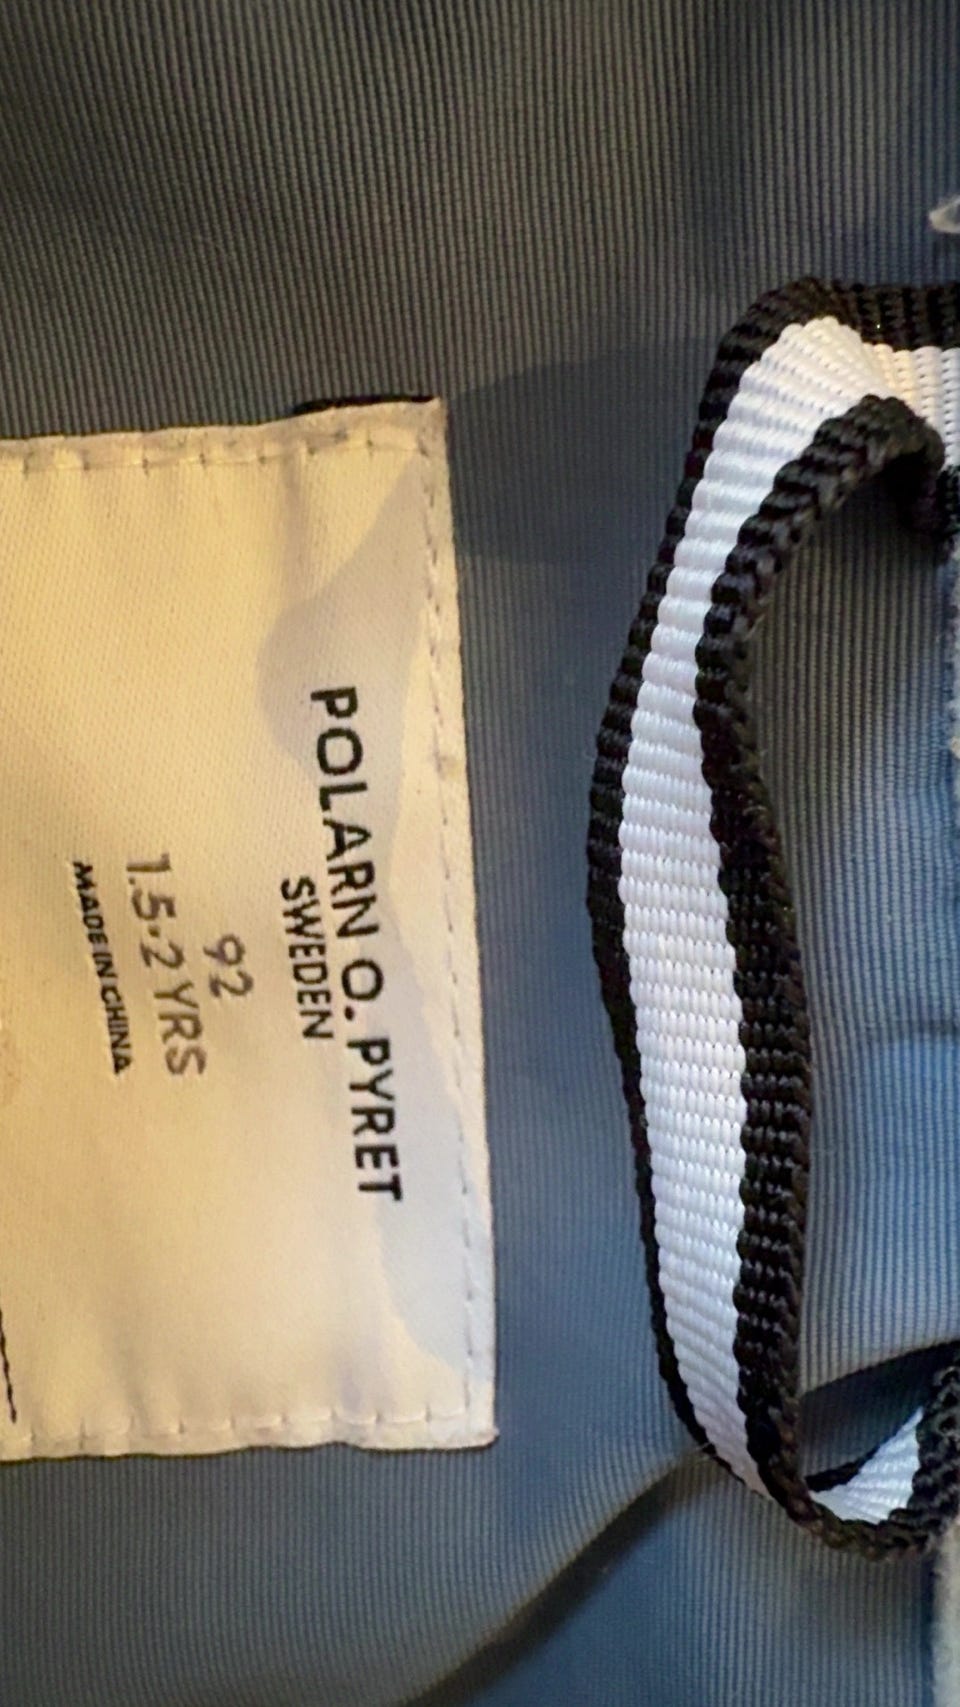 POLARN O. PYRET
SWEDEN
92
1.5-2 YRS
MADE IN CHINA